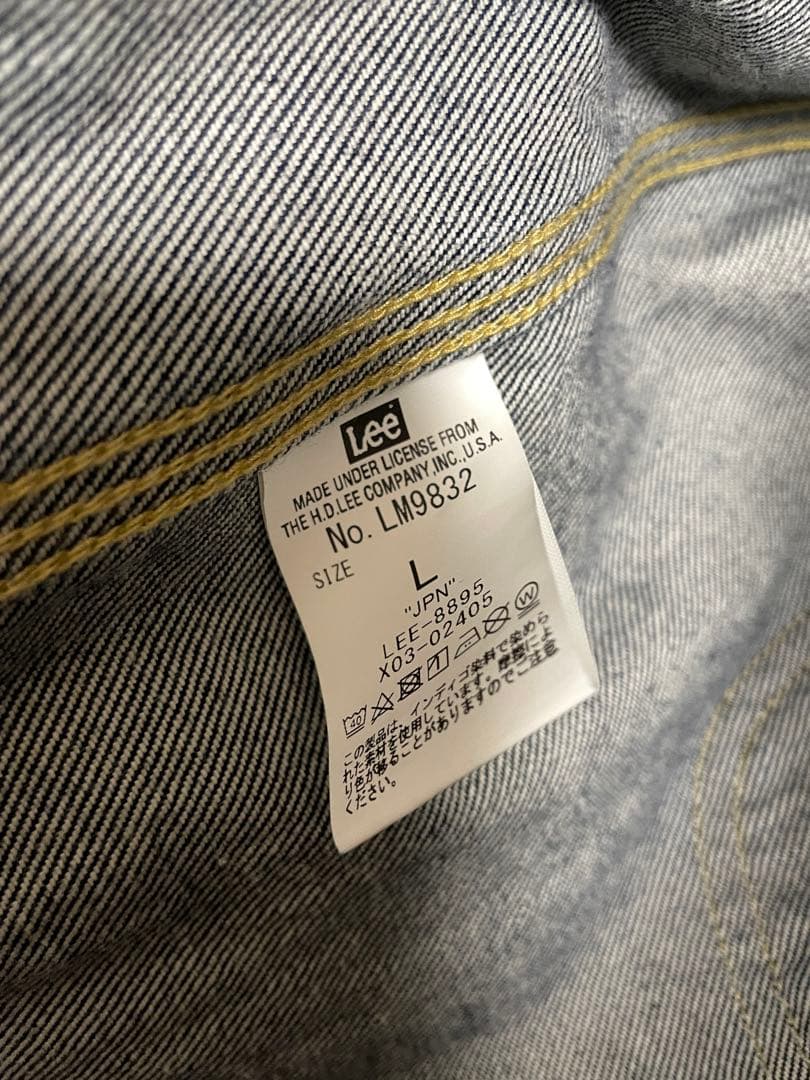 Lee
MADE UNDER LICENSE FROM
THE H.D.LEE COMPANY,INC.,U.S.A.
No. LM9832
SIZE L
"JPN"
LEE-8895
X03-02405
40 W
この製品は、インディゴ染料で染めら
れた素材を使用しています。摩擦によ
り色が移ることがありますのでご注意
ください。